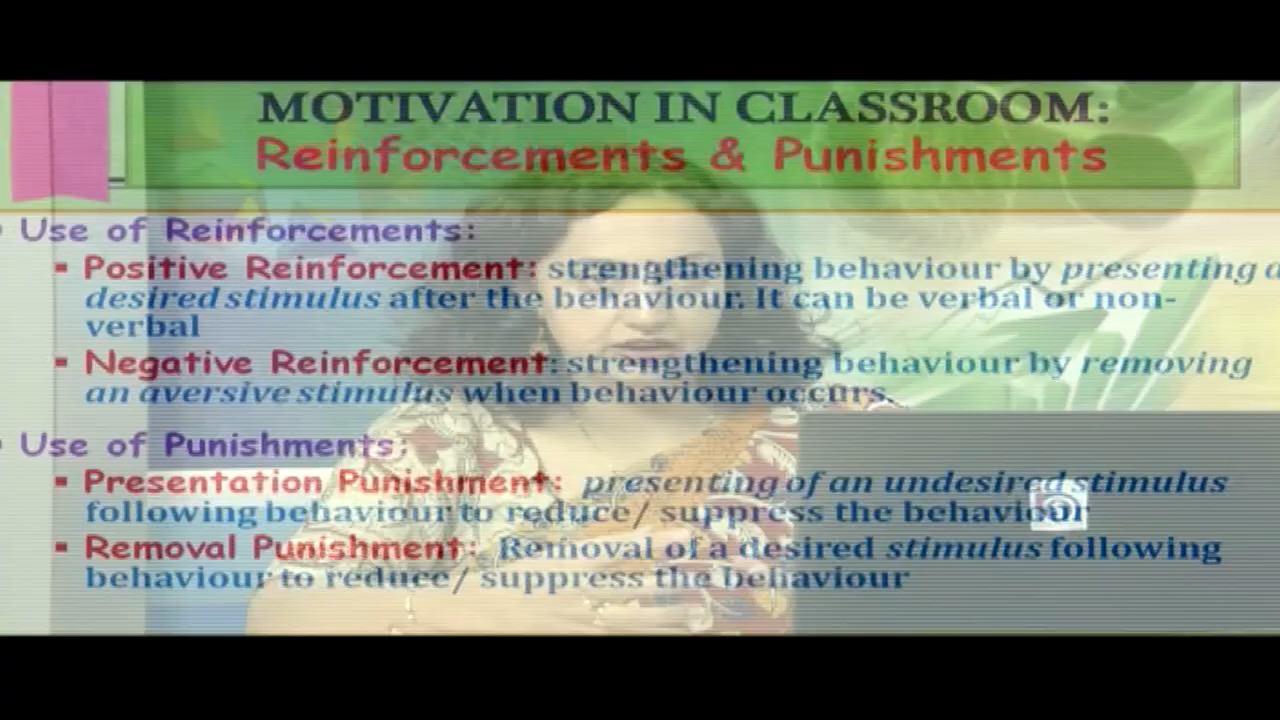 MOTIVATION IN CLASSROOM:
Reinforcements & Punishments
Use of Reinforcements:
▪ Positive Reinforcement: strengthening behaviour by presenting a
desired stimulus after the behaviour. It can be verbal or non-
verbal
▪ Negative Reinforcement: strengthening behaviour by removing
an aversive stimulus when behaviour occurs.
Use of Punishments:
▪ Presentation Punishment: presenting of an undesired stimulus
following behaviour to reduce/ suppress the behaviour
▪ Removal Punishment: Removal of a desired stimulus following
behaviour to reduce/ suppress the behaviour